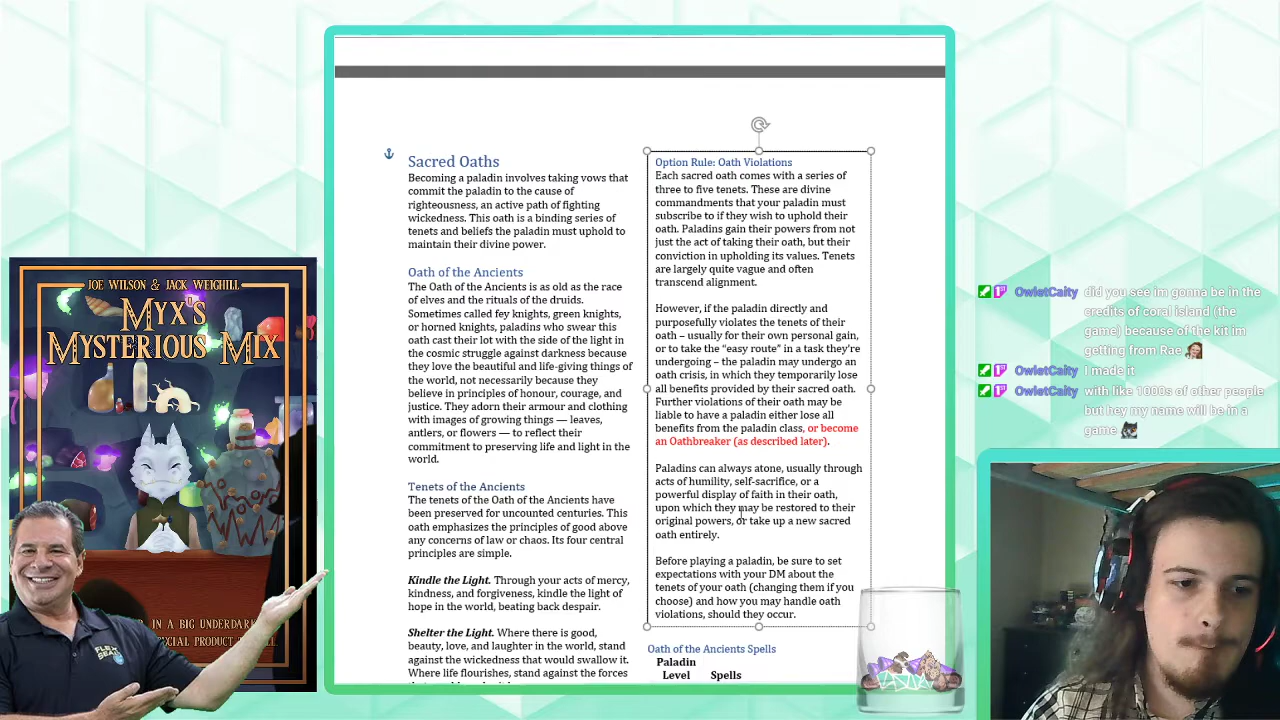 JOE WILSON & JACK WEIGHILL
MYX'S
MYSTERIOUS MIX
Sacred Oaths
Becoming a paladin involves taking vows that
commit the paladin to the cause of
righteousness, an active path of fighting
wickedness. This oath is a binding series of
tenets and beliefs the paladin must uphold to
maintain their divine power.
Oath of the Ancients
The Oath of the Ancients is as old as the race
of elves and the rituals of the druids.
Sometimes called fey knights, green knights,
or horned knights, paladins who swear this
oath cast their lot with the side of the light in
the cosmic struggle against darkness because
they love the beautiful and life-giving things of
the world, not necessarily because they
believe in principles of honour, courage, and
justice. They adorn their armour and clothing
with images of growing things — leaves,
antlers, or flowers — to reflect their
commitment to preserving life and light in the
world.
Tenets of the Ancients
The tenets of the Oath of the Ancients have
been preserved for uncounted centuries. This
oath emphasizes the principles of good above
any concerns of law or chaos. Its four central
principles are simple.
Kindle the Light. Through your acts of mercy,
kindness, and forgiveness, kindle the light of
hope in the world, beating back despair.
Shelter the Light. Where there is good,
beauty, love, and laughter in the world, stand
against the wickedness that would swallow it.
Where life flourishes, stand against the forces
Option Rule: Oath Violations
Each sacred oath comes with a series of
three to five tenets. These are divine
commandments that your paladin must
subscribe to if they wish to uphold their
oath. Paladins gain their powers from not
just the act of taking their oath, but their
conviction in upholding its values. Tenets
are largely quite vague and often
transcend alignment.
However, if the paladin directly and
purposefully violates the tenets of their
oath – usually for their own personal gain,
or to take the “easy route” in a task they're
undergoing – the paladin may undergo an
oath crisis, in which they temporarily lose
all benefits provided by their sacred oath.
Further violations of their oath may be
liable to have a paladin either lose all
benefits from the paladin class, or become
an Oathbreaker (as described later).
Paladins can always atone, usually through
acts of humility, self-sacrifice, or a
powerful display of faith in their oath,
upon which they may be restored to their
original powers, or take up a new sacred
oath entirely.
Before playing a paladin, be sure to set
expectations with your DM about the
tenets of your oath (changing them if you
choose) and how you may handle oath
violations, should they occur.
Oath of the Ancients Spells
Paladin
Level Spells
OwletCaity did you see im gonna be in the
credits of coral island (the
game) because of the kit im
getting from Rae
OwletCaity I made it
OwletCaity with like 1000s of other people
but hey my name will be in a
game
IN A BIG UNDERDARK